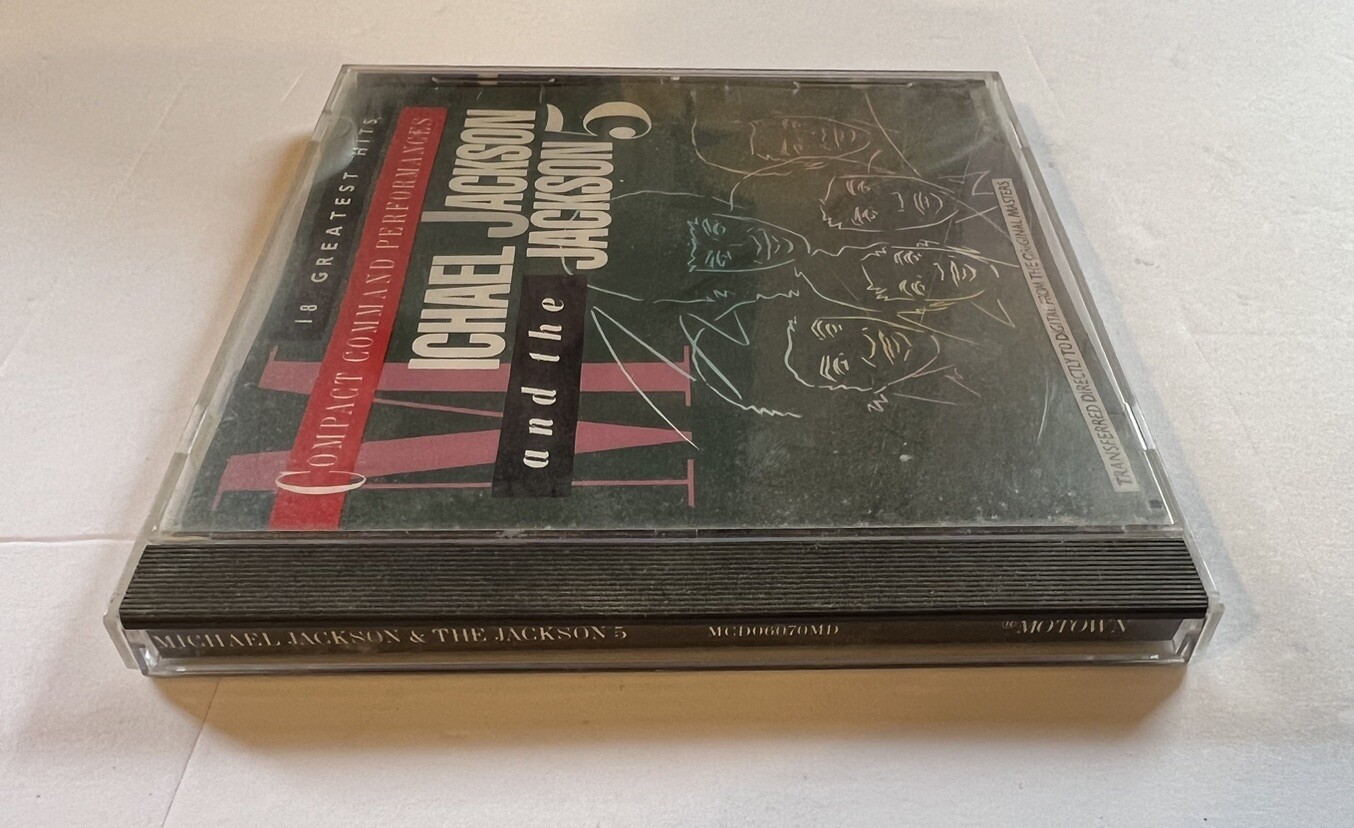 18 GREATEST HITS
COMPACT COMMAND PERFORMANCES
MICHAEL JACKSON
and the JACKSON 5
TRANSFERRED DIRECTLY TO DIGITAL FROM THE ORIGINAL MASTERS
MICHAEL JACKSON & THE JACKSON 5 MCD06070MD MOTOWN